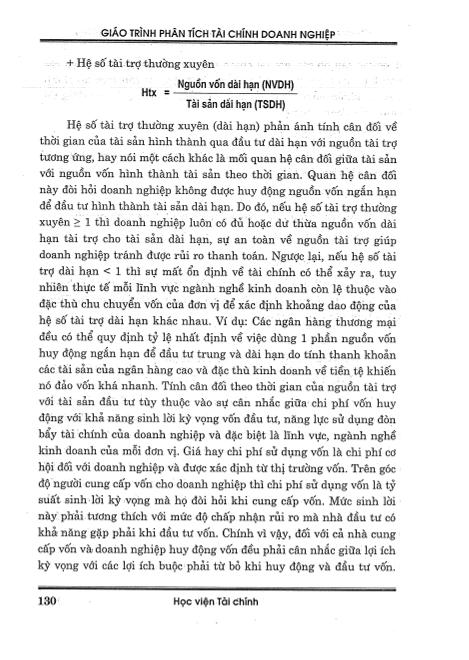 GIÁO TRÌNH PHÂN TÍCH TÀI CHÍNH DOANH NGHIỆP
+ Hệ số tài trợ thường xuyên
Htx = Nguồn vốn dài hạn (NVDH)
Tài sản dài hạn (TSDH)
Hệ số tài trợ thường xuyên (dài hạn) phản ánh tính cân đối về
thời gian của tài sản hình thành qua đầu tư dài hạn với nguồn tài trợ
tương ứng, hay nói một cách khác là mối quan hệ cân đối giữa tài sản
với nguồn vốn hình thành tài sản theo thời gian. Quan hệ cân đối
này đòi hỏi doanh nghiệp không được huy động nguồn vốn ngắn hạn
để đầu tư hình thành tài sản dài hạn. Do đó, nếu hệ số tài trợ thường
xuyên ≥ 1 thì doanh nghiệp luôn có đủ hoặc dư thừa nguồn vốn dài
hạn tài trợ cho tài sản dài hạn, sự an toàn về nguồn tài trợ giúp
doanh nghiệp tránh được rủi ro thanh toán. Ngược lại, nếu hệ số tài
trợ dài hạn < 1 thì sự mất ổn định về tài chính có thể xảy ra, tuy
nhiên thực tế mỗi lĩnh vực ngành nghề kinh doanh còn lệ thuộc vào
đặc thù chu chuyển vốn của đơn vị để xác định khoảng dao động của
hệ số tài trợ dài hạn khác nhau. Ví dụ: Các ngân hàng thương mại
đều có thể quy định tỷ lệ nhất định về việc dùng 1 phần nguồn vốn
huy động ngắn hạn để đầu tư trung và dài hạn do tính thanh khoản
các tài sản của ngân hàng cao và đặc thù kinh doanh về tiền tệ khiến
nó đảo vốn khá nhanh. Tính cân đối theo thời gian của nguồn tài trợ
với tài sản đầu tư tùy thuộc vào sự cân nhắc giữa chi phí vốn huy
động với khả năng sinh lời kỳ vọng vốn đầu tư, năng lực sử dụng đòn
bẩy tài chính của doanh nghiệp và đặc biệt là lĩnh vực, ngành nghề
kinh doanh của mỗi đơn vị. Giá hay chi phí sử dụng vốn là chi phí cơ
hội đối với doanh nghiệp và được xác định từ thị trường vốn. Trên góc
độ người cung cấp vốn cho doanh nghiệp thì chi phí sử dụng vốn là tỷ
suất sinh lời kỳ vọng mà họ đòi hỏi khi cung cấp vốn. Mức sinh lời
này phải tương thích với mức độ chấp nhận rủi ro mà nhà đầu tư có
khả năng gặp phải khi đầu tư vốn. Chính vì vậy, đối với cả nhà cung
cấp vốn và doanh nghiệp huy động vốn đều phải cân nhắc giữa lợi ích
kỳ vọng với các lợi ích buộc phải từ bỏ khi huy động và đầu tư vốn.
130
Học viện Tài chính